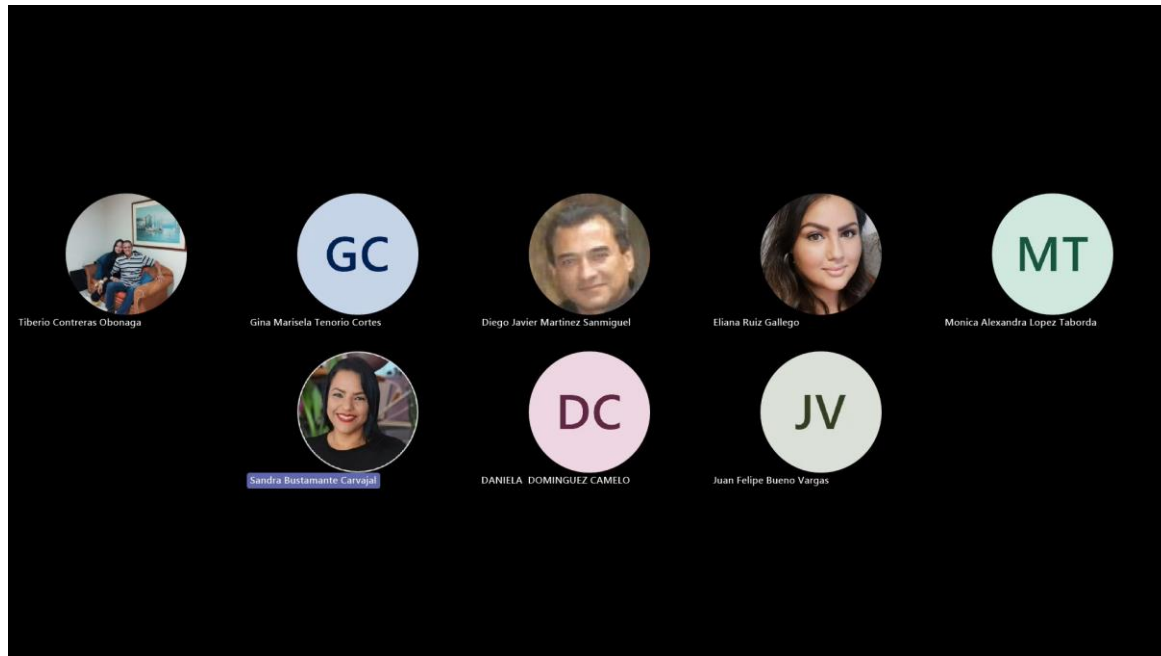 GC
MT
Tiberio Contreras Obonaga
Gina Marisela Tenorio Cortes
Diego Javier Martinez Sanmiguel
Eliana Ruiz Gallego
Monica Alexandra Lopez Taborda
DC
JV
Sandra Bustamante Carvajal
DANIELA DOMINGUEZ CAMELO
Juan Felipe Bueno Vargas